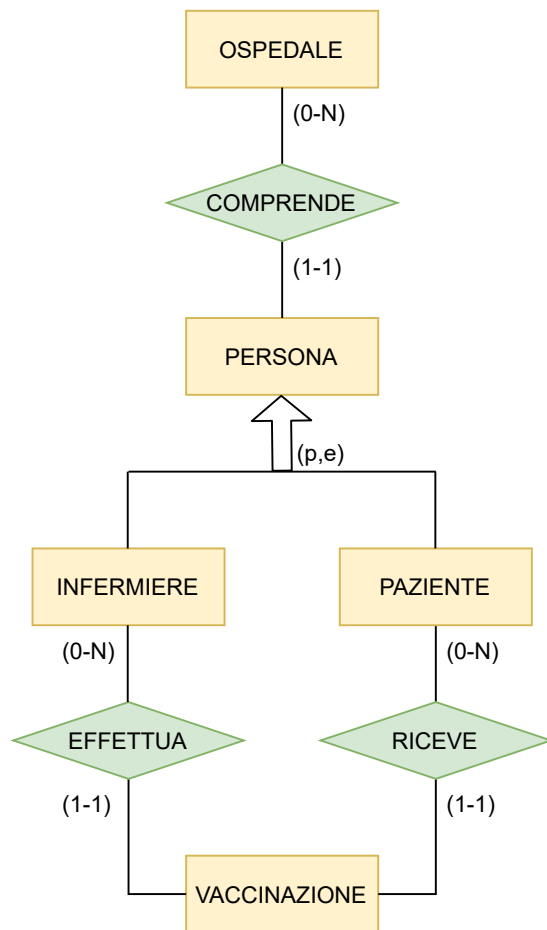 OSPEDALE
(0-N)
COMPRENDE
(1-1)
PERSONA
(p,e)
INFERMIERE
PAZIENTE
(0-N)
(0-N)
EFFETTUA
RICEVE
(1-1)
(1-1)
VACCINAZIONE